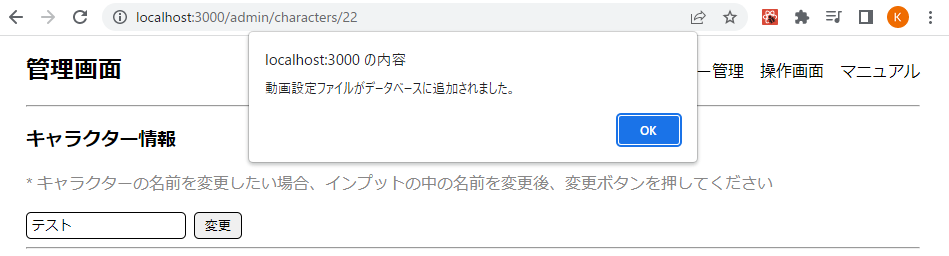 localhost:3000/admin/characters/22
K
localhost:3000 の内容
動画設定ファイルがデータベースに追加されました。
OK
管理画面
ー管理 操作画面 マニュアル
キャラクター情報
* キャラクターの名前を変更したい場合、インプットの中の名前を変更後、変更ボタンを押してください
テスト 変更